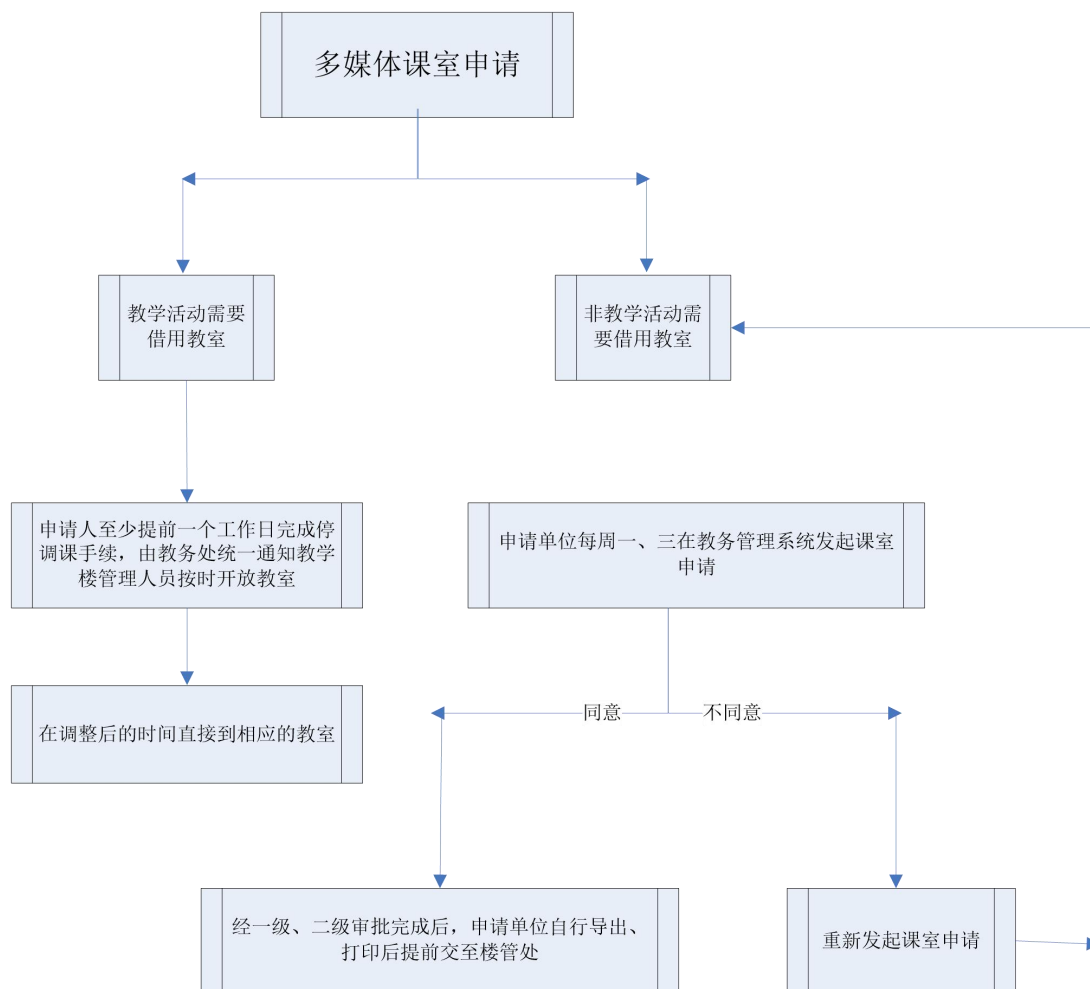 多媒体课室申请
教学活动需要
借用教室
非教学活动需
要借用教室
申请人至少提前一个工作日完成停
调课手续，由教务处统一通知教学
楼管理人员按时开放教室
申请单位每周一、三在教务管理系统发起课室
申请
在调整后的时间直接到相应的教室
同意
不同意
经一级、二级审批完成后，申请单位自行导出、
打印后提前交至楼管处
重新发起课室申请